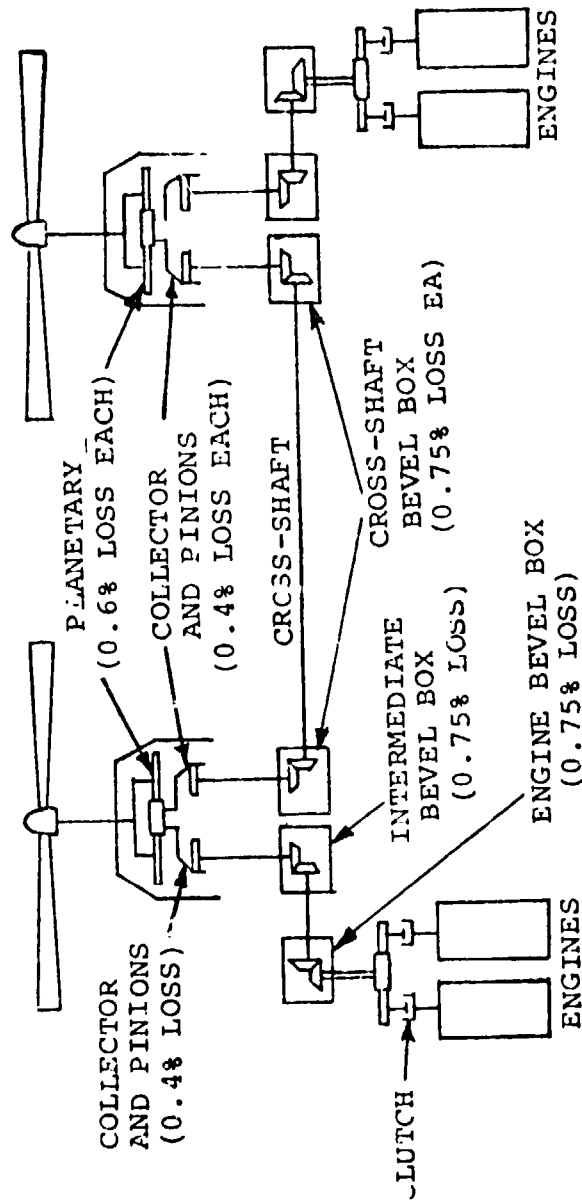 PLANETARY
(0.6% LOSS EACH)
COLLECTOR
AND PINIONS
(0.4% LOSS EACH)
COLLECTOR
AND PINIONS
(0.4% LOSS)
CROSS-SHAFT
CROSS-SHAFT
BEVEL BOX
(0.75% LOSS EA)
INTERMEDIATE
BEVEL BOX
(0.75% LOSS)
ENGINE BEVEL BOX
(0.75% LOSS)
CLUTCH
ENGINES
ENGINES